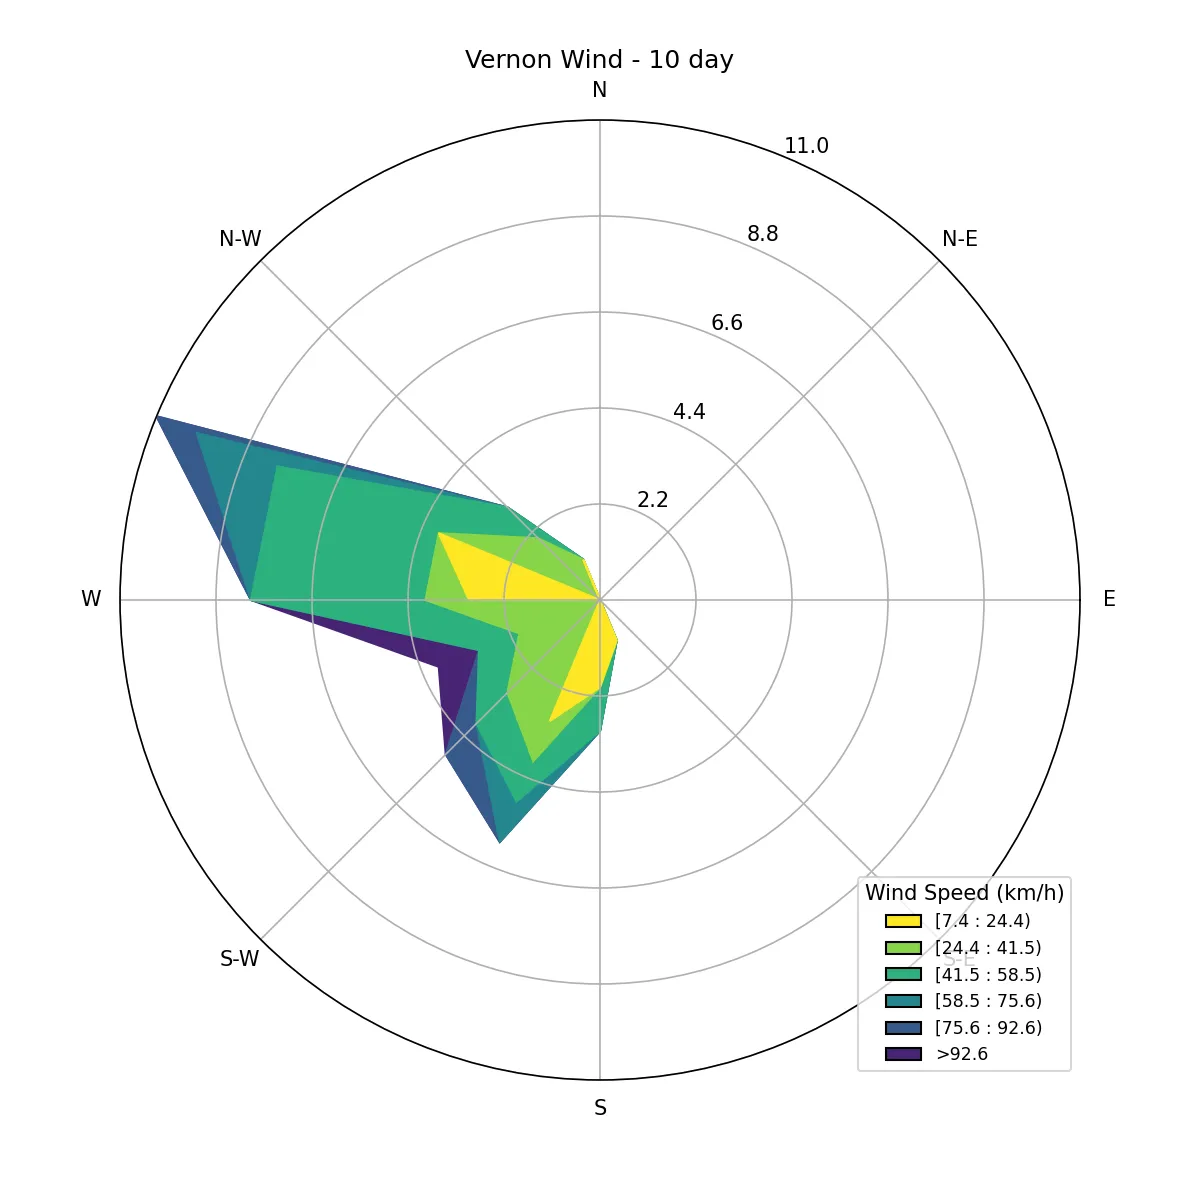 Vernon Wind - 10 day
N
11.0
8.8
N-W
N-E
6.6
4.4
2.2
W
E
Wind Speed (km/h)
[7.4 : 24.4)
[24.4 : 41.5)
S-W
S-E
[41.5 : 58.5)
[58.5 : 75.6)
[75.6 : 92.6)
>92.6
S